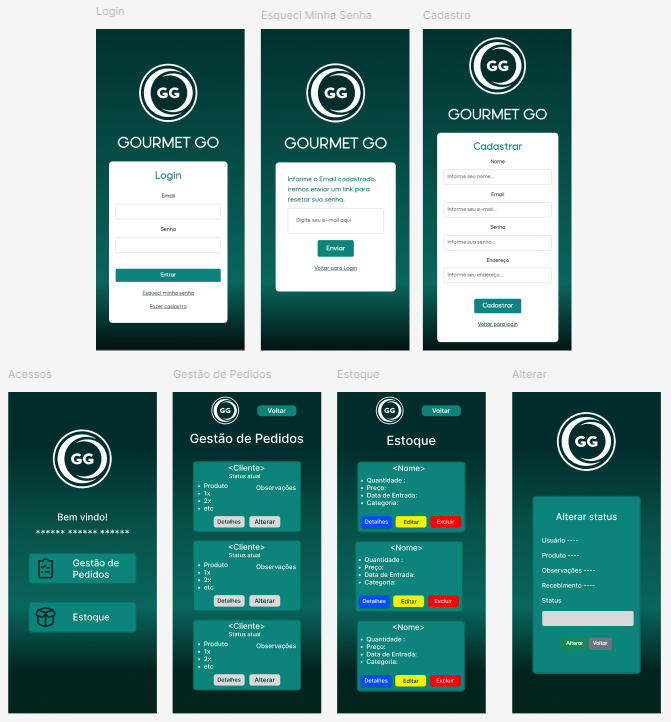 Login
Esqueci Minha Senha
Cadastro
GG
GOURMET GO
Login
Email
Senha
Entrar
Esqueci minha senha
Fazer cadastro
GG
GOURMET GO
Informe o Email cadastrado,
iremos enviar um link para
resetar sua senha.
Digite seu e-mail aqui
Enviar
Voltar para Login
GG
GOURMET GO
Cadastrar
Nome
Informe seu nome...
Email
Informe seu e-mail...
Senha
Informe sua senha...
Endereço
Informe seu endereço...
Cadastrar
Voltar para login
Acessos
Gestão de Pedidos
Estoque
Alterar
GG
Bem vindo!
****** ****** ******
Gestão de
Pedidos
Estoque
GG
Voltar
Gestão de Pedidos
<Cliente>
Status atual
• Produto
Observações
• 1x
• 2x
• etc
Detalhes
Alterar
<Cliente>
Status atual
• Produto
Observações
• 1x
• 2x
• etc
Detalhes
Alterar
<Cliente>
Status atual
• Produto
Observações
• 1x
• 2x
• etc
Detalhes
Alterar
GG
Voltar
Estoque
<Nome>
• Quantidade :
• Preço:
• Data de Entrada:
• Categoria:
Detalhes
Editar
Excluir
<Nome>
• Quantidade :
• Preço:
• Data de Entrada:
• Categoria:
Detalhes
Editar
Excluir
<Nome>
• Quantidade :
• Preço:
• Data de Entrada:
• Categoria:
Detalhes
Editar
Excluir
GG
Alterar status
Usuário ----
Produto ----
Observações ----
Recebimento ----
Status
Alterar
Voltar